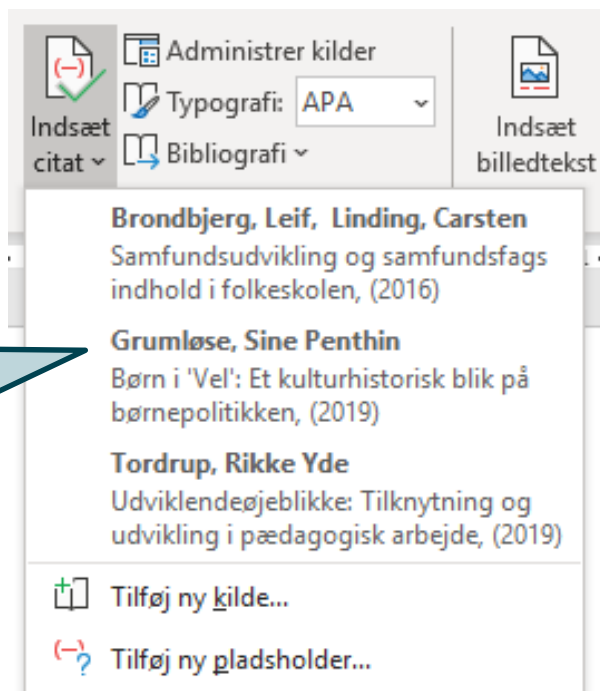 Administrer kilder
Typografi: APA
Bibliografi
Indsæt
citat
Indsæt
billedtekst
Brondbjerg, Leif,  Linding, Carsten
Samfundsudvikling og samfundsfags
indhold i folkeskolen, (2016)
Grumløse, Sine Penthin
Børn i 'Vel': Et kulturhistorisk blik på
børnepolitikken, (2019)
Tordrup, Rikke Yde
Udviklendeøjeblikke: Tilknytning og
udvikling i pædagogisk arbejde, (2019)
Tilføj ny kilde...
Tilføj ny pladsholder...